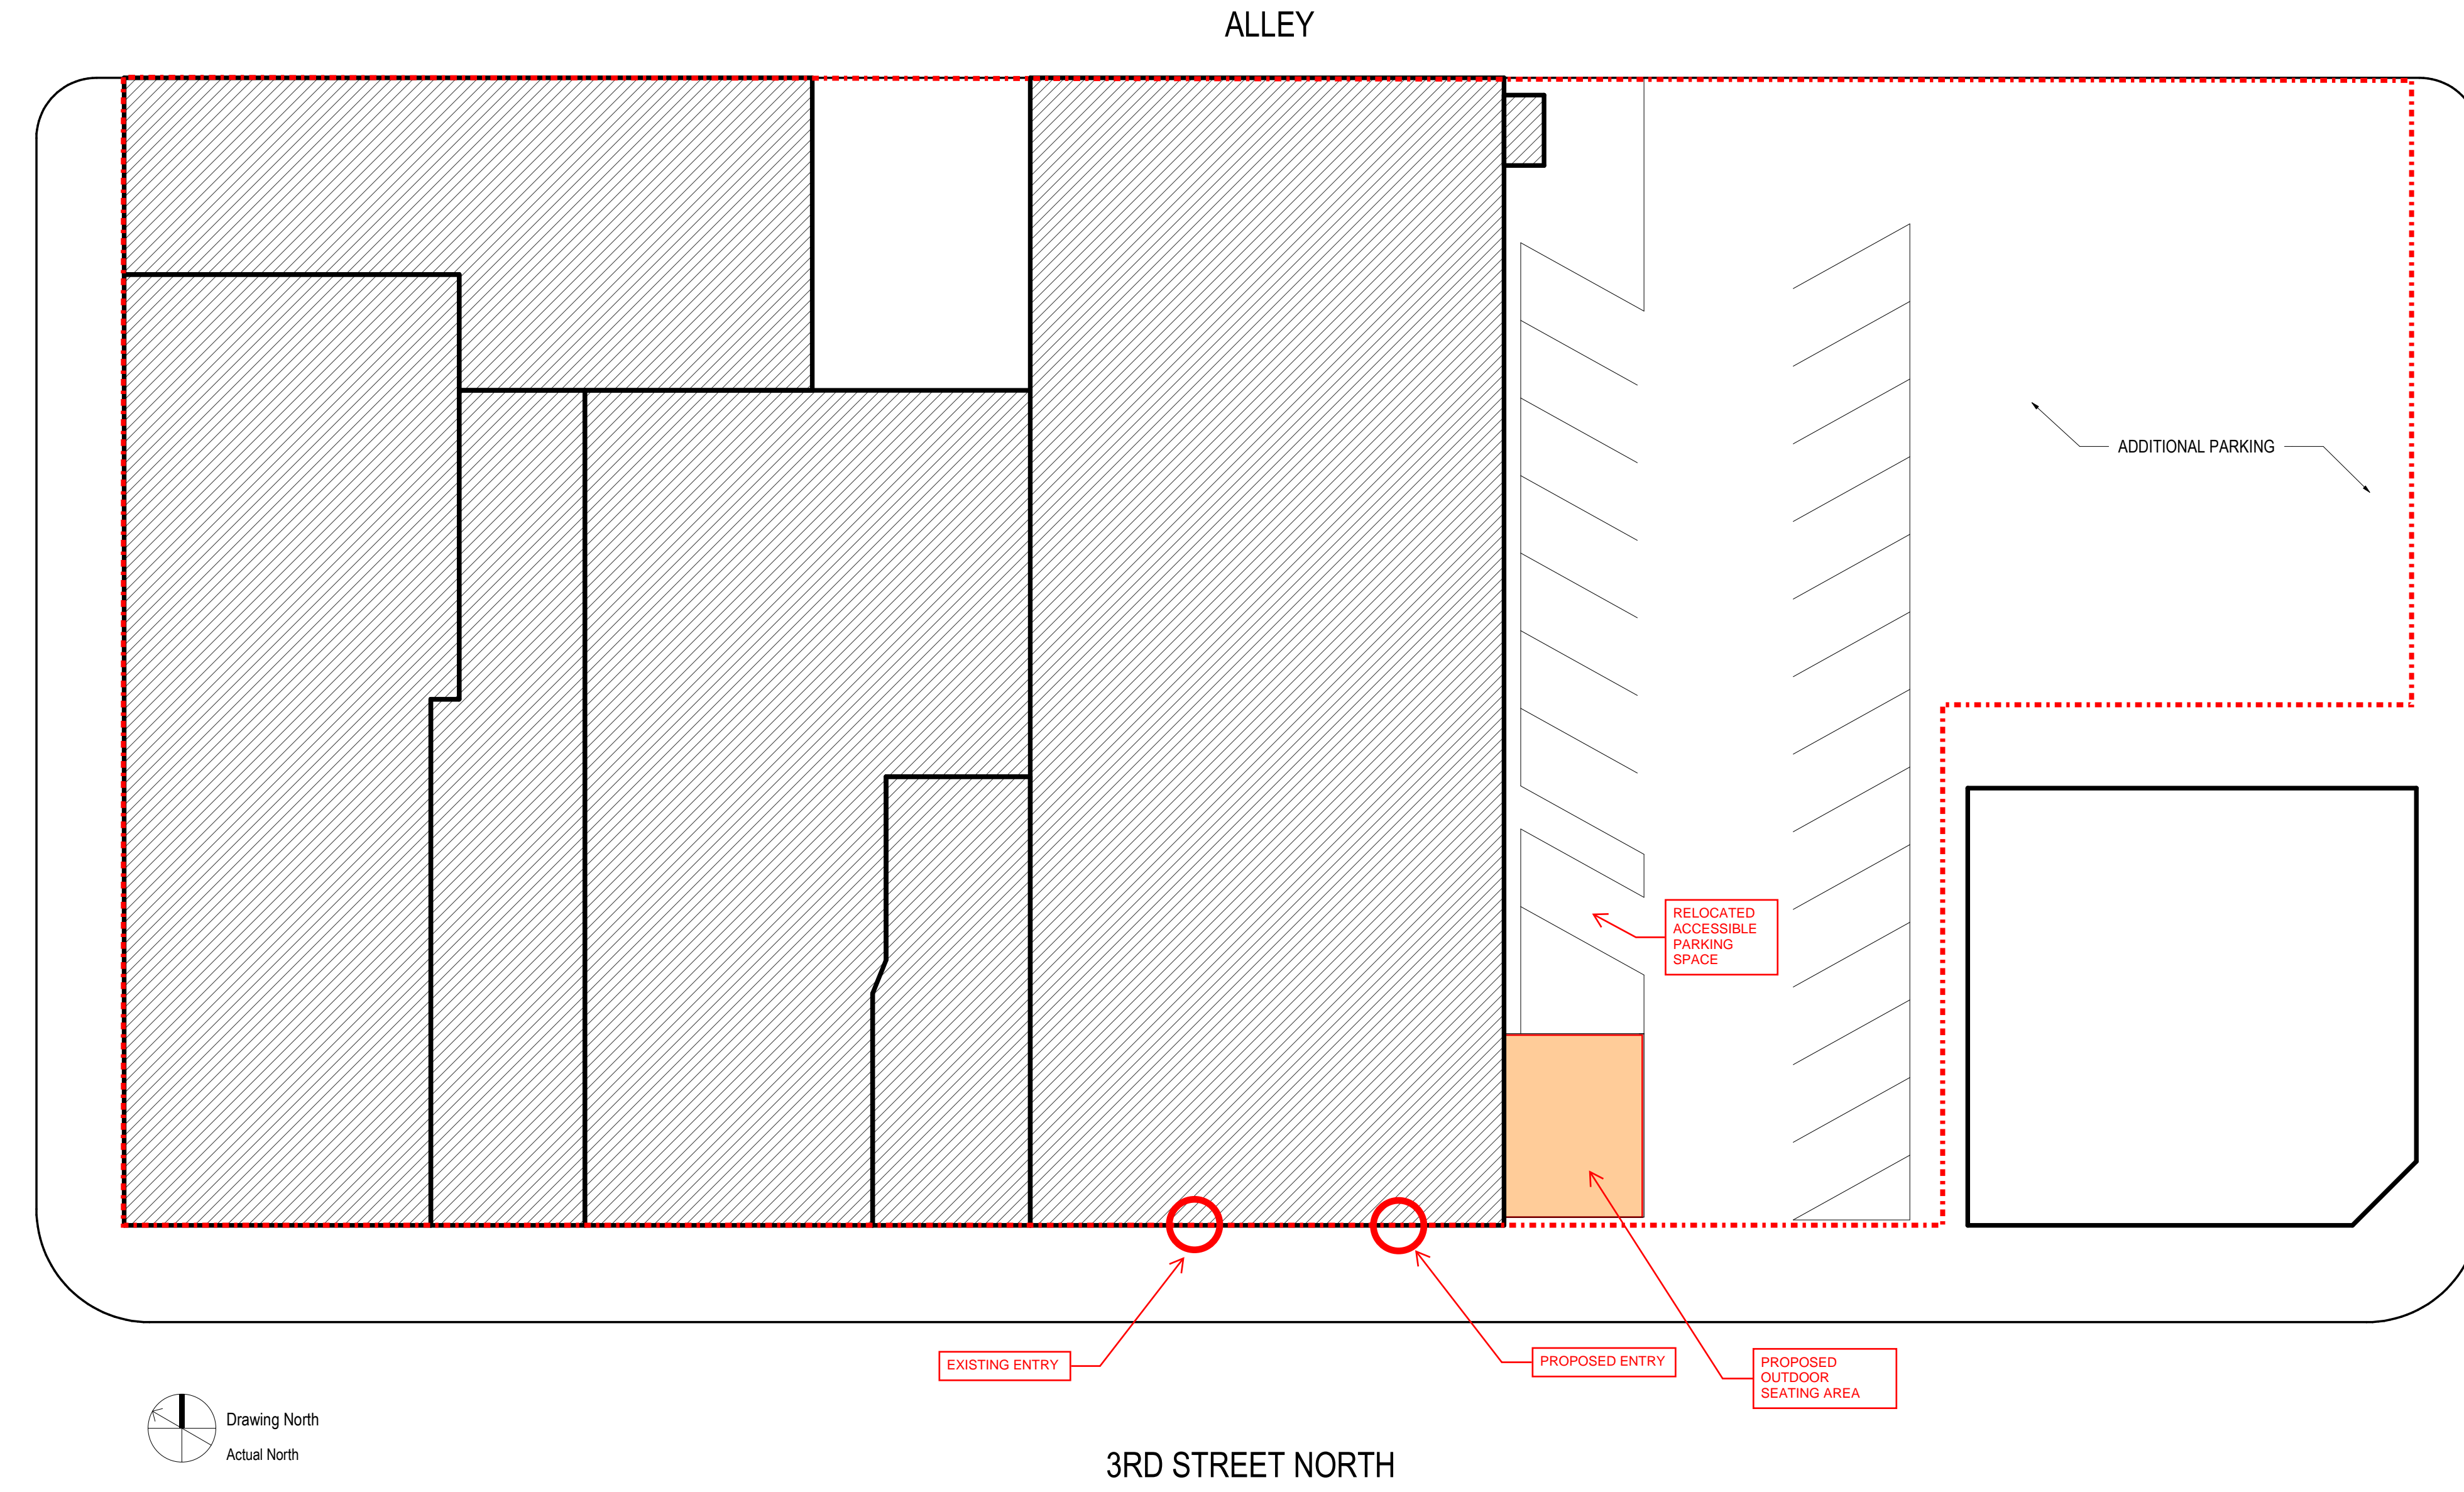 ALLEY
ADDITIONAL PARKING
RELOCATED
ACCESSIBLE
PARKING
SPACE
EXISTING ENTRY
PROPOSED ENTRY
PROPOSED
OUTDOOR
SEATING AREA
Drawing North
Actual North
3RD STREET NORTH